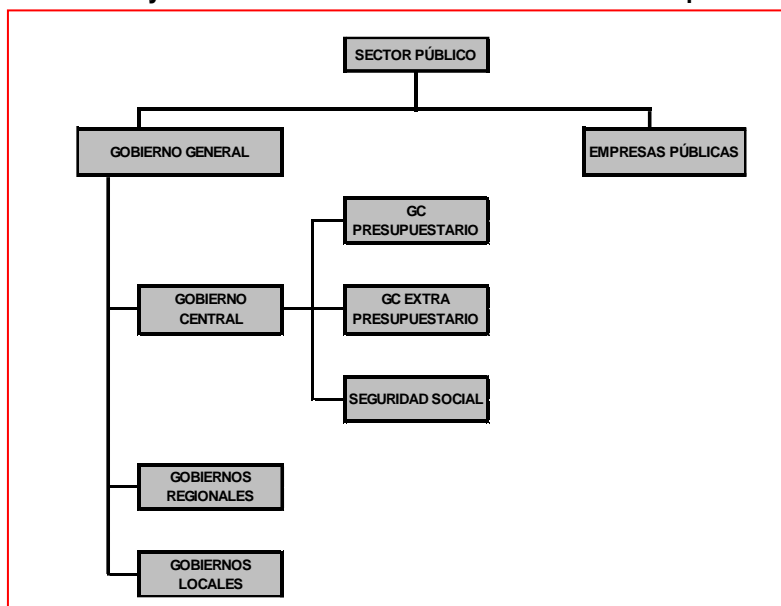 SECTOR PÚBLICO
GOBIERNO GENERAL
EMPRESAS PÚBLICAS
GC
PRESUPUESTARIO
GOBIERNO
CENTRAL
GC EXTRA
PRESUPUESTARIO
SEGURIDAD SOCIAL
GOBIERNOS
REGIONALES
GOBIERNOS
LOCALES